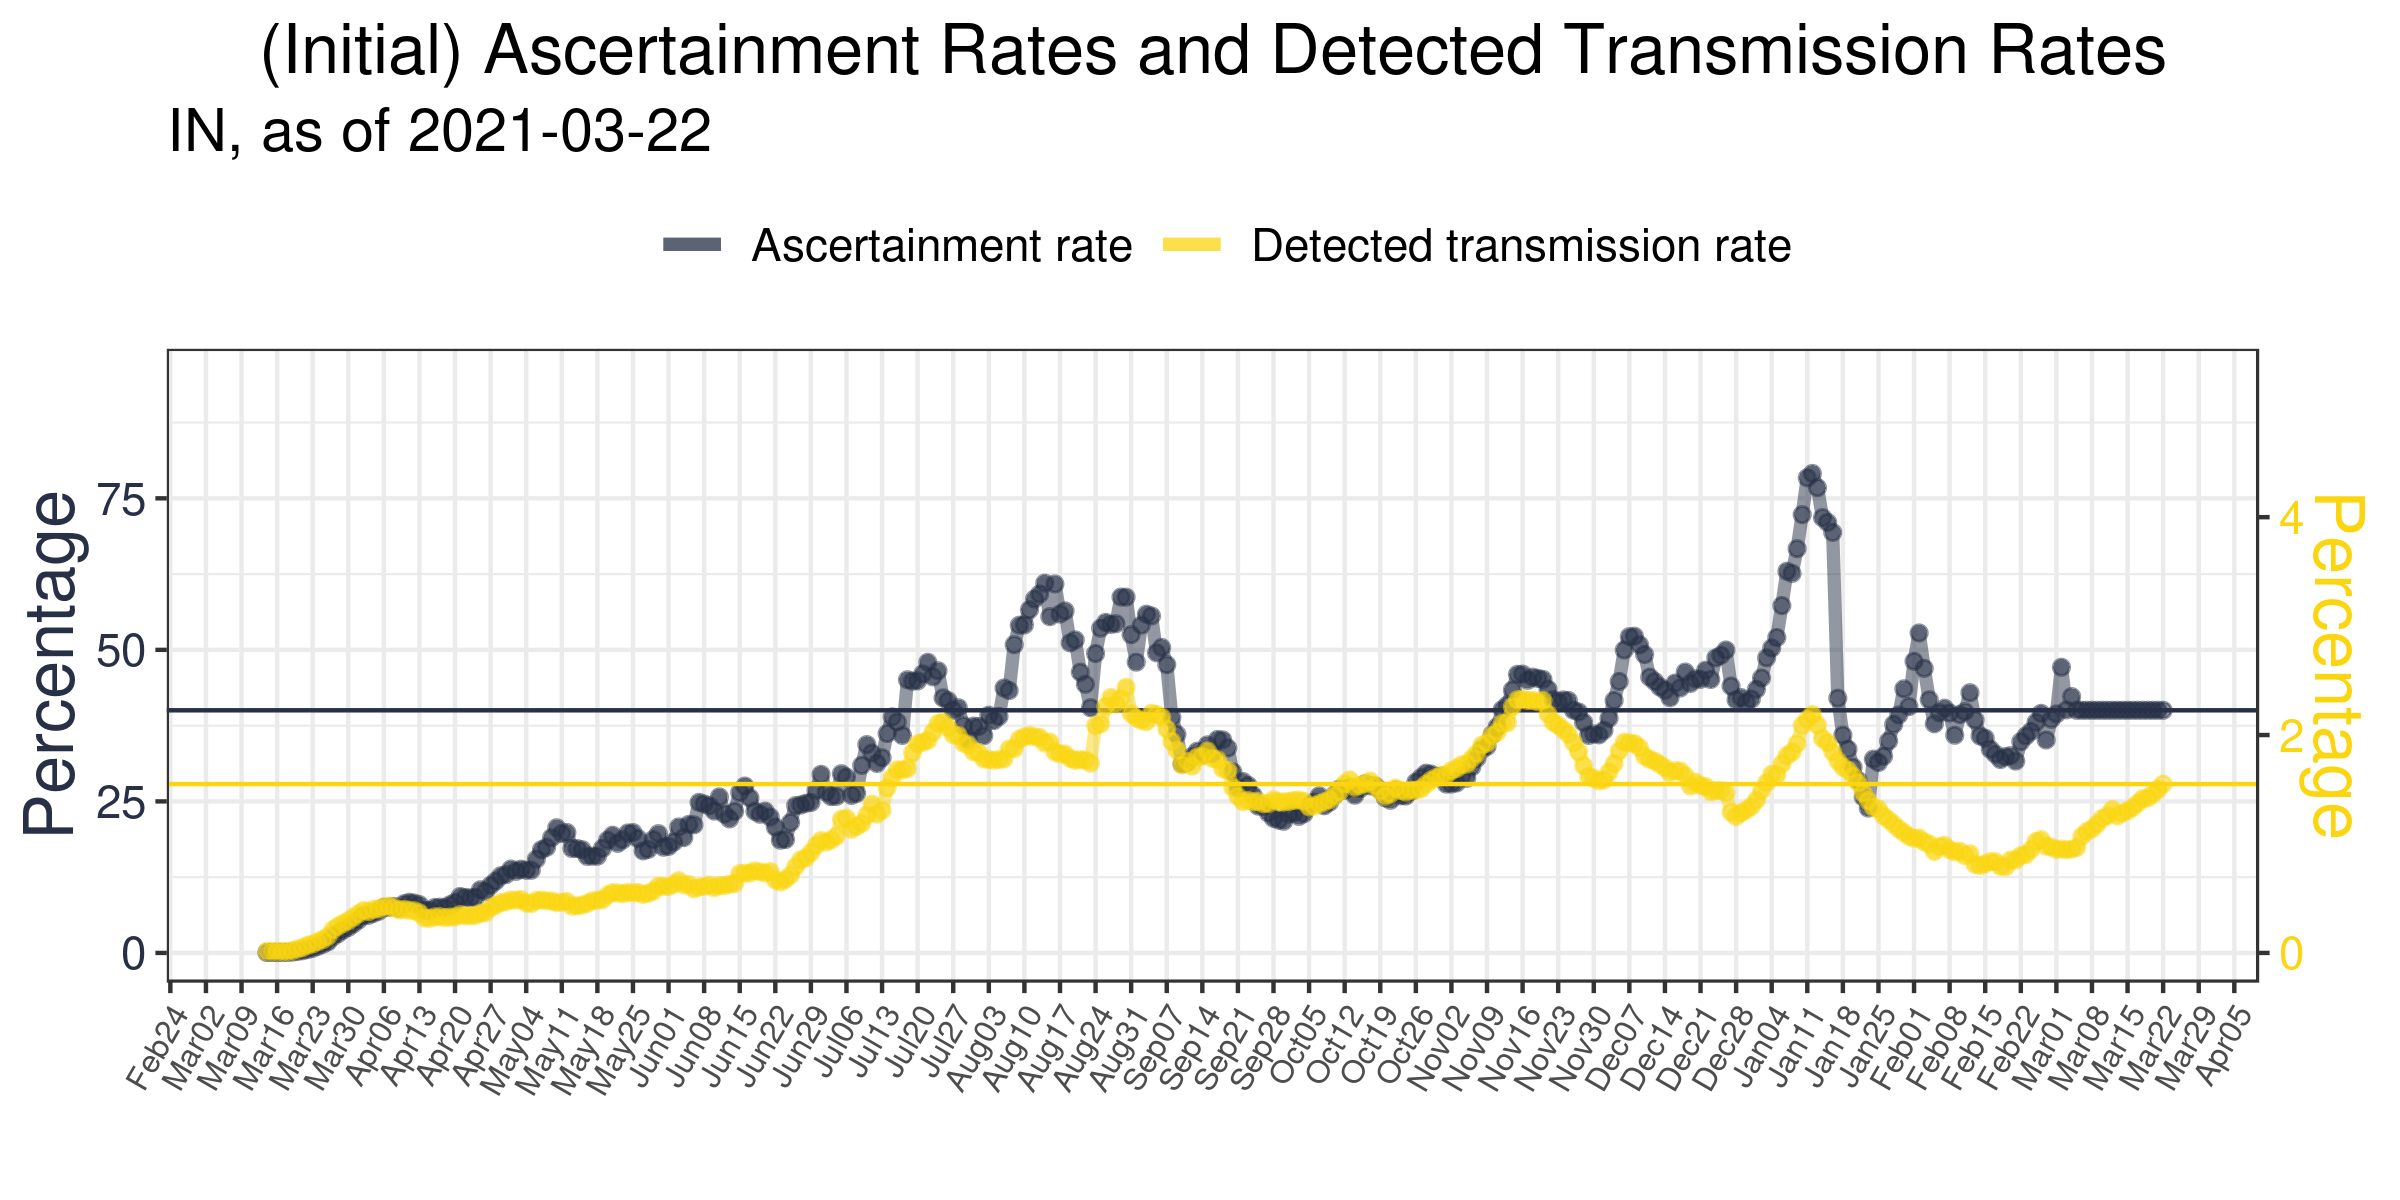 (Initial) Ascertainment Rates and Detected Transmission Rates
IN, as of 2021-03-22
Ascertainment rate Detected transmission rate
Percentage
75
50
25
0
4
2
0
Percentage
Feb24 Mar02 Mar09 Mar16 Mar23 Mar30 Apr06 Apr13 Apr20 Apr27 May04 May11 May18 May25 Jun01 Jun08 Jun15 Jun22 Jun29 Jul06 Jul13 Jul20 Jul27 Aug03 Aug10 Aug17 Aug24 Aug31 Sep07 Sep14 Sep21 Sep28 Oct05 Oct12 Oct19 Oct26 Nov02 Nov09 Nov16 Nov23 Nov30 Dec07 Dec14 Dec21 Dec28 Jan04 Jan11 Jan18 Jan25 Feb01 Feb08 Feb15 Feb22 Mar01 Mar08 Mar15 Mar22 Mar29 Apr05